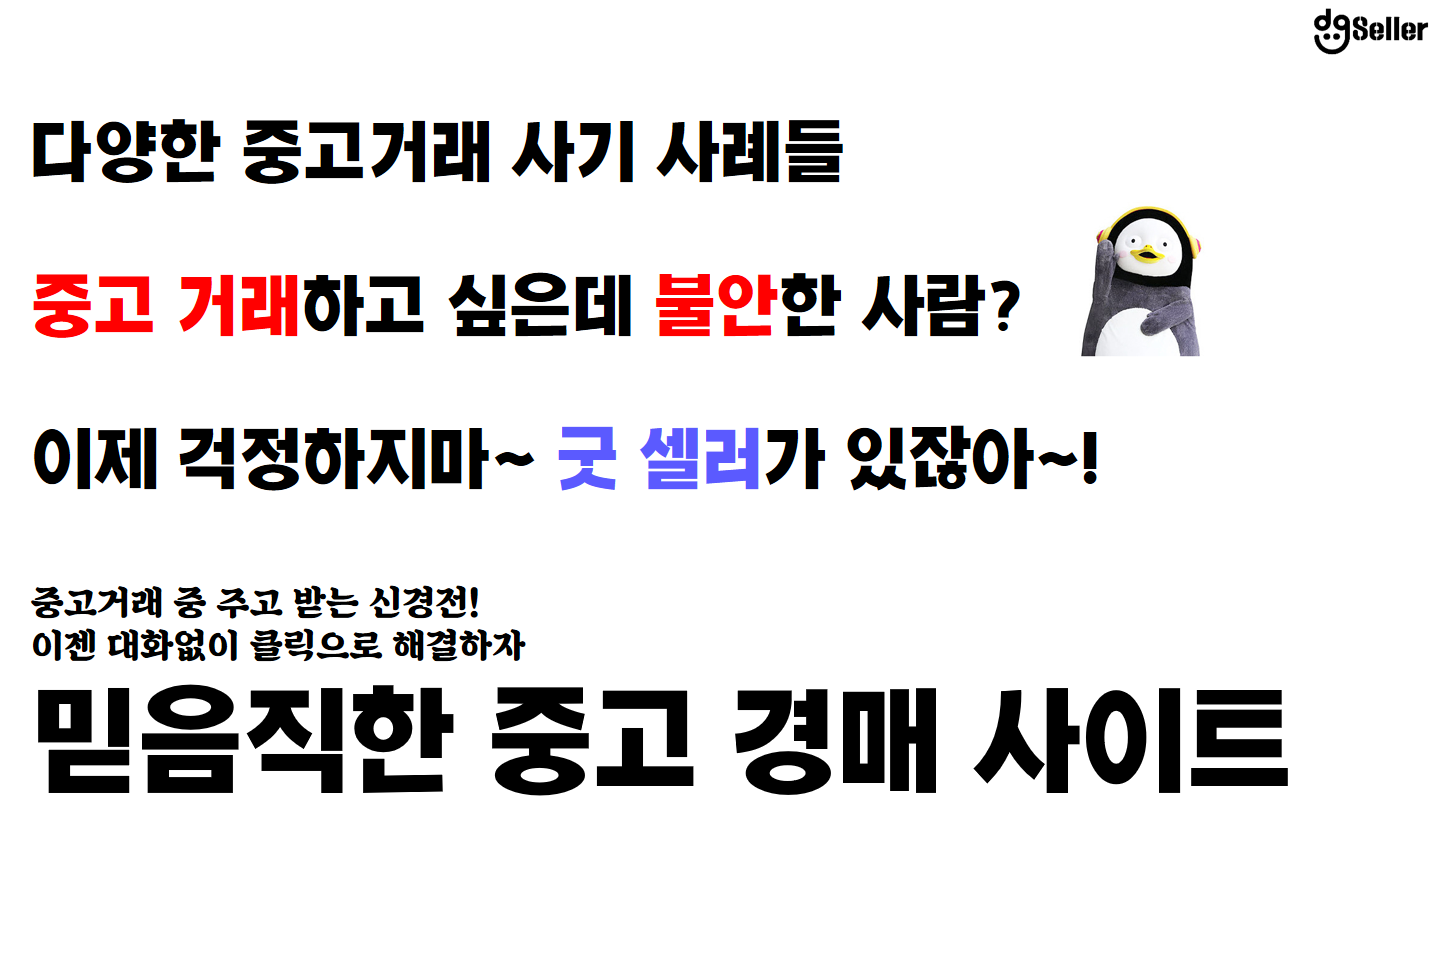 dgSeller
다양한 중고거래 사기 사례들
중고 거래하고 싶은데 불안한 사람?
이제 걱정하지마~ 굿 셀러가 있잖아~!
중고거래 중 주고 받는 신경전!
이젠 대화없이 클릭으로 해결하자
믿음직한 중고 경매 사이트